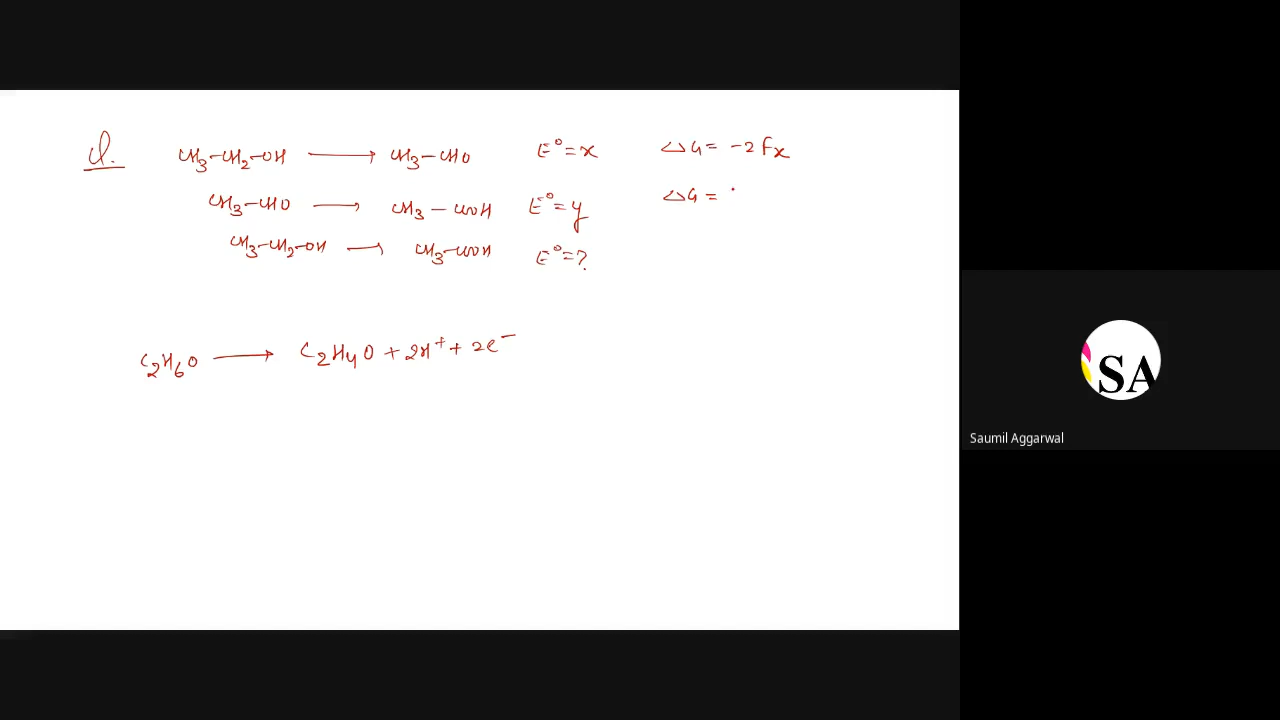 Q. CH3-CH2-OH ⟶ CH3-CHO E°=x ΔG = -2Fx
CH3-CHO ⟶ CH3-COOH E°=y ΔG =
CH3-CH2-OH ⟶ CH3-COOH E°=?
C2H6O ⟶ C2H4O + 2H+ + 2e-
SA
Saumil Aggarwal